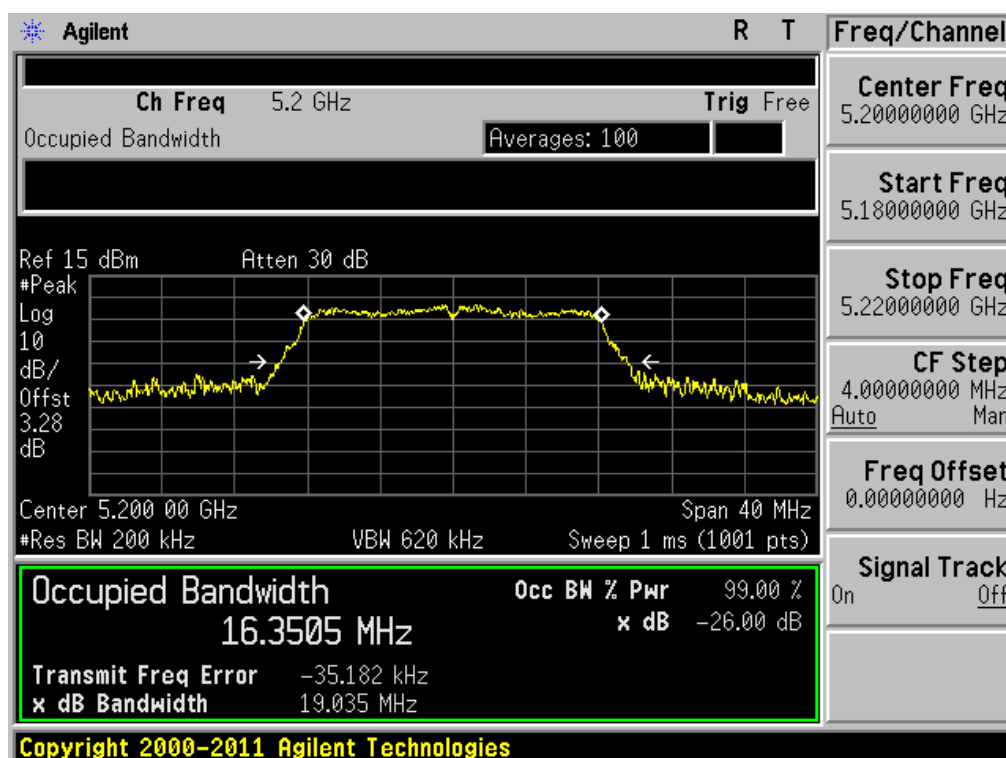 Agilent R T
Ch Freq 5.2 GHz Trig Free
Occupied Bandwidth Averages: 100
Ref 15 dBm Atten 30 dB
#Peak
Log
10
dB/
Offst
3.28
dB
Center 5.200 00 GHz Span 40 MHz
#Res BW 200 kHz VBW 620 kHz Sweep 1 ms (1001 pts)
Occupied Bandwidth Occ BW % Pwr 99.00 %
16.3505 MHz x dB -26.00 dB
Transmit Freq Error -35.182 kHz
x dB Bandwidth 19.035 MHz
Copyright 2000-2011 Agilent Technologies
Freq/Channel
Center Freq
5.20000000 GHz
Start Freq
5.18000000 GHz
Stop Freq
5.22000000 GHz
CF Step
4.00000000 MHz
Auto Man
Freq Offset
0.00000000 Hz
Signal Track
On Off